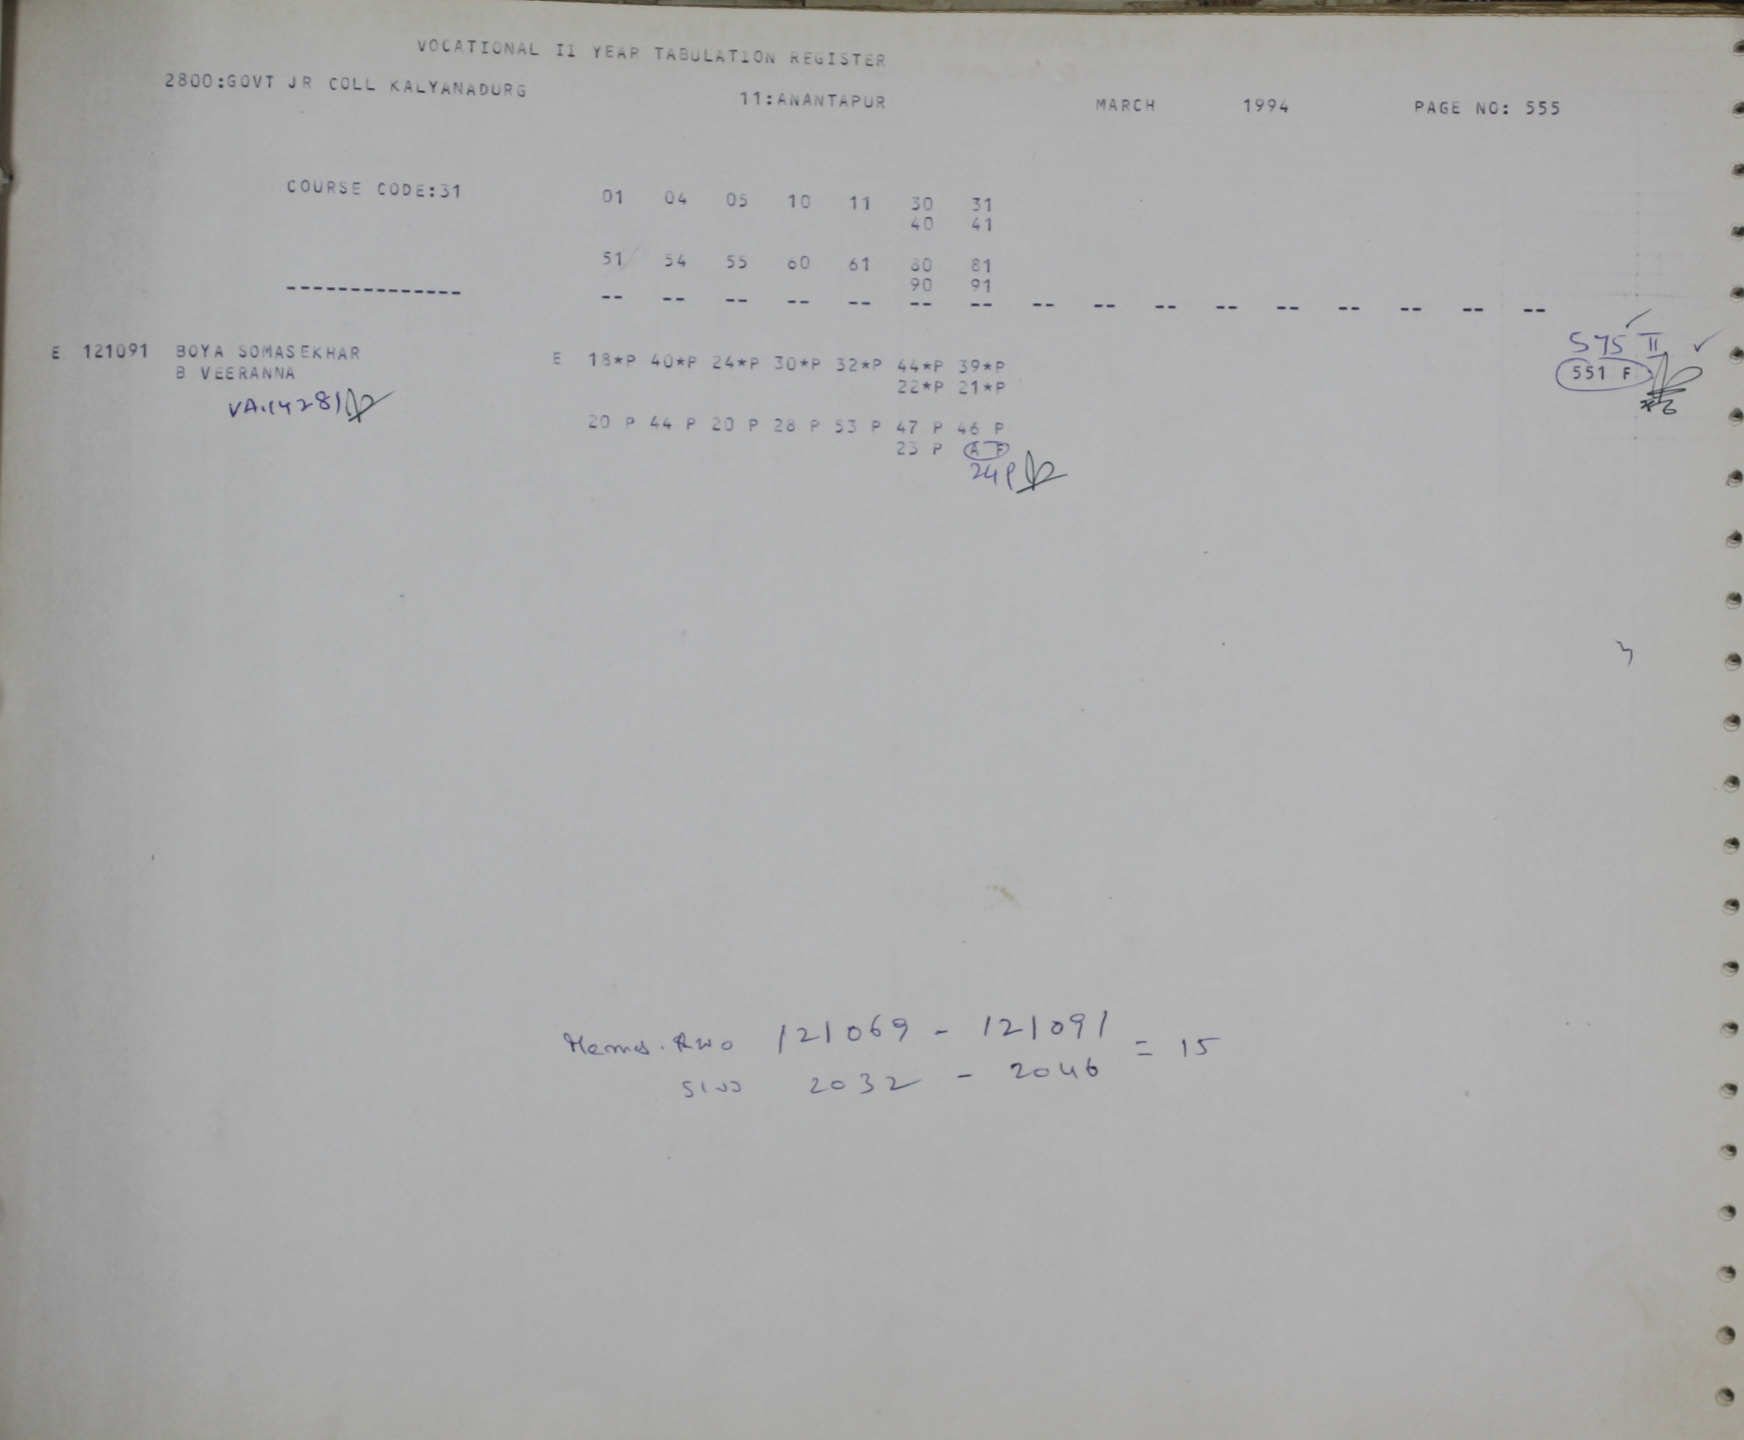 VOCATIONAL II YEAR TABULATION REGISTER
2800:GOVT JR COLL KALYANADURG 11:ANANTAPUR MARCH 1994 PAGE NO: 555
COURSE CODE:31 01 04 05 10 11 30 31
40 41
51 54 55 60 61 80 81
90 91
-------------- -- -- -- -- -- -- -- -- -- -- -- -- -- -- -- --
575 II ✓
E 121091 BOYA SOMASEKHAR E 18*P 40*P 24*P 30*P 32*P 44*P 39*P
B VEERANNA 22*P 21*P 551 F
20 P 44 P 20 P 28 P 53 P 47 P 46 P
23 P A F
24P
121069 - 121091 = 15
2032 - 2046